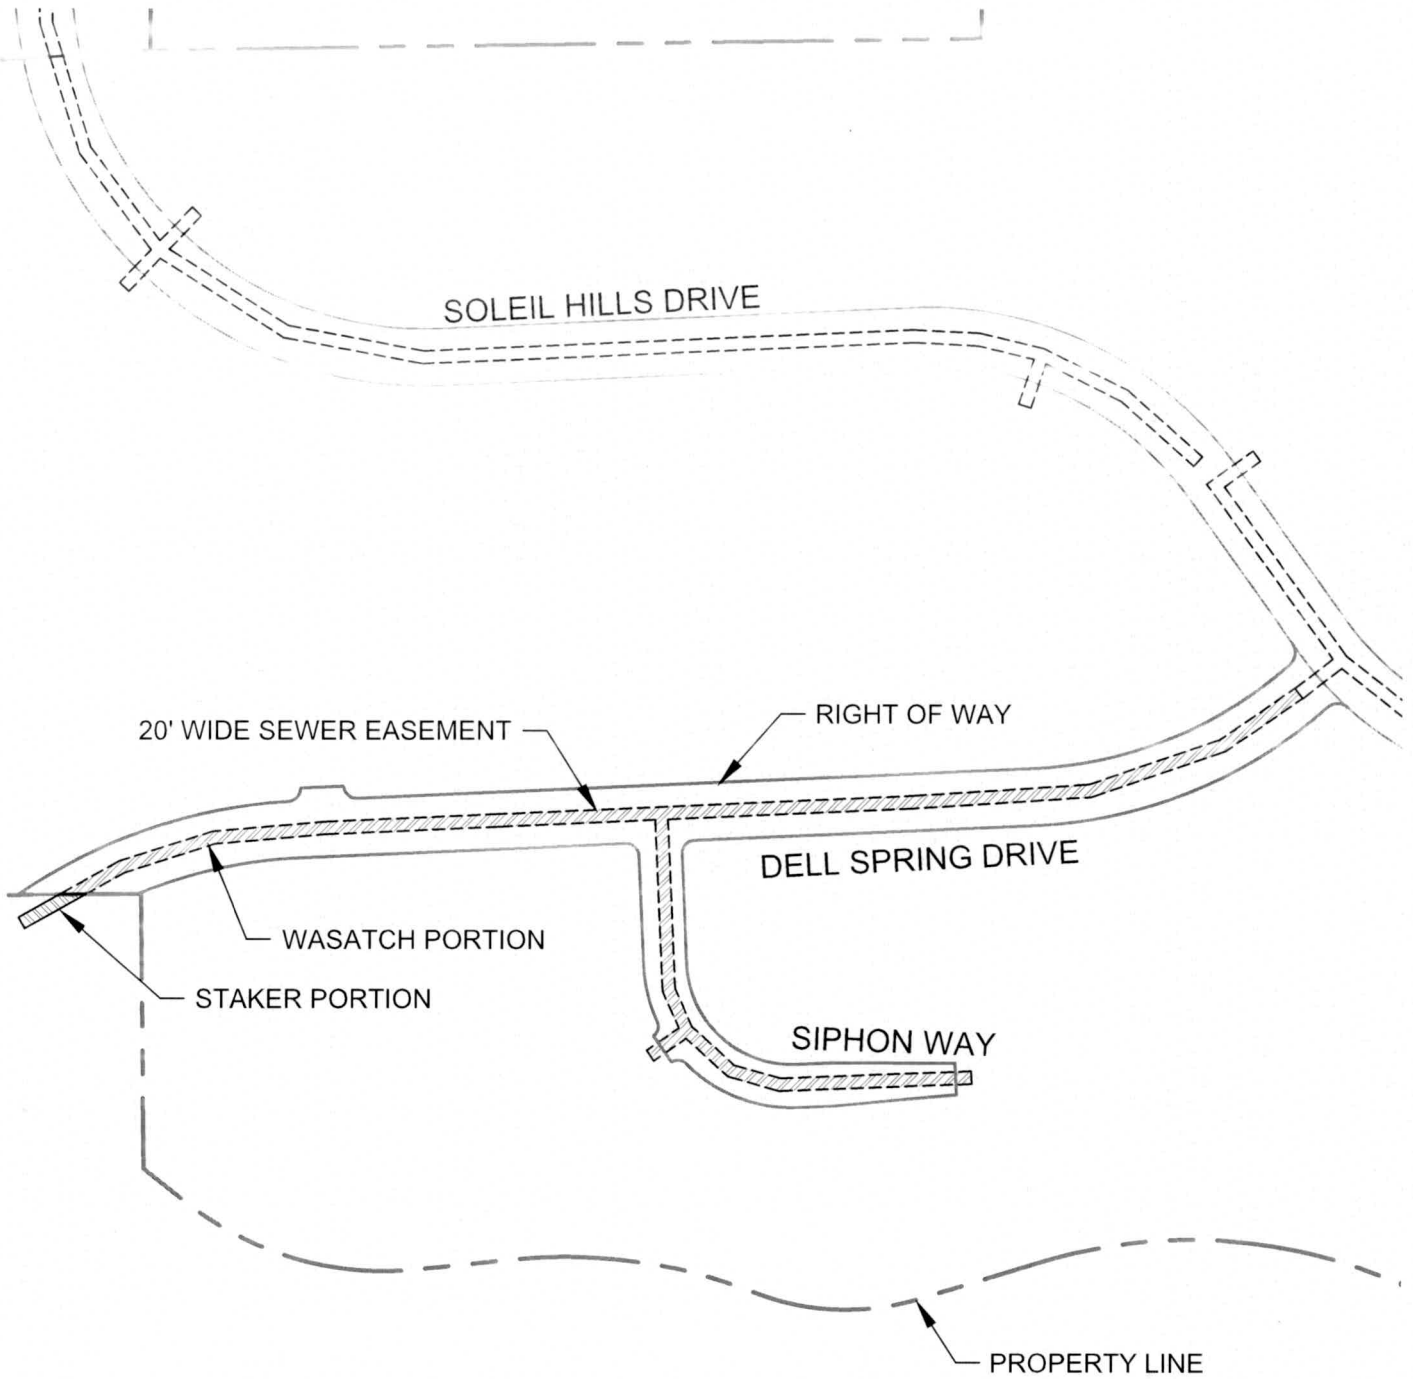 SOLEIL HILLS DRIVE
20' WIDE SEWER EASEMENT
RIGHT OF WAY
DELL SPRING DRIVE
WASATCH PORTION
STAKER PORTION
SIPHON WAY
PROPERTY LINE